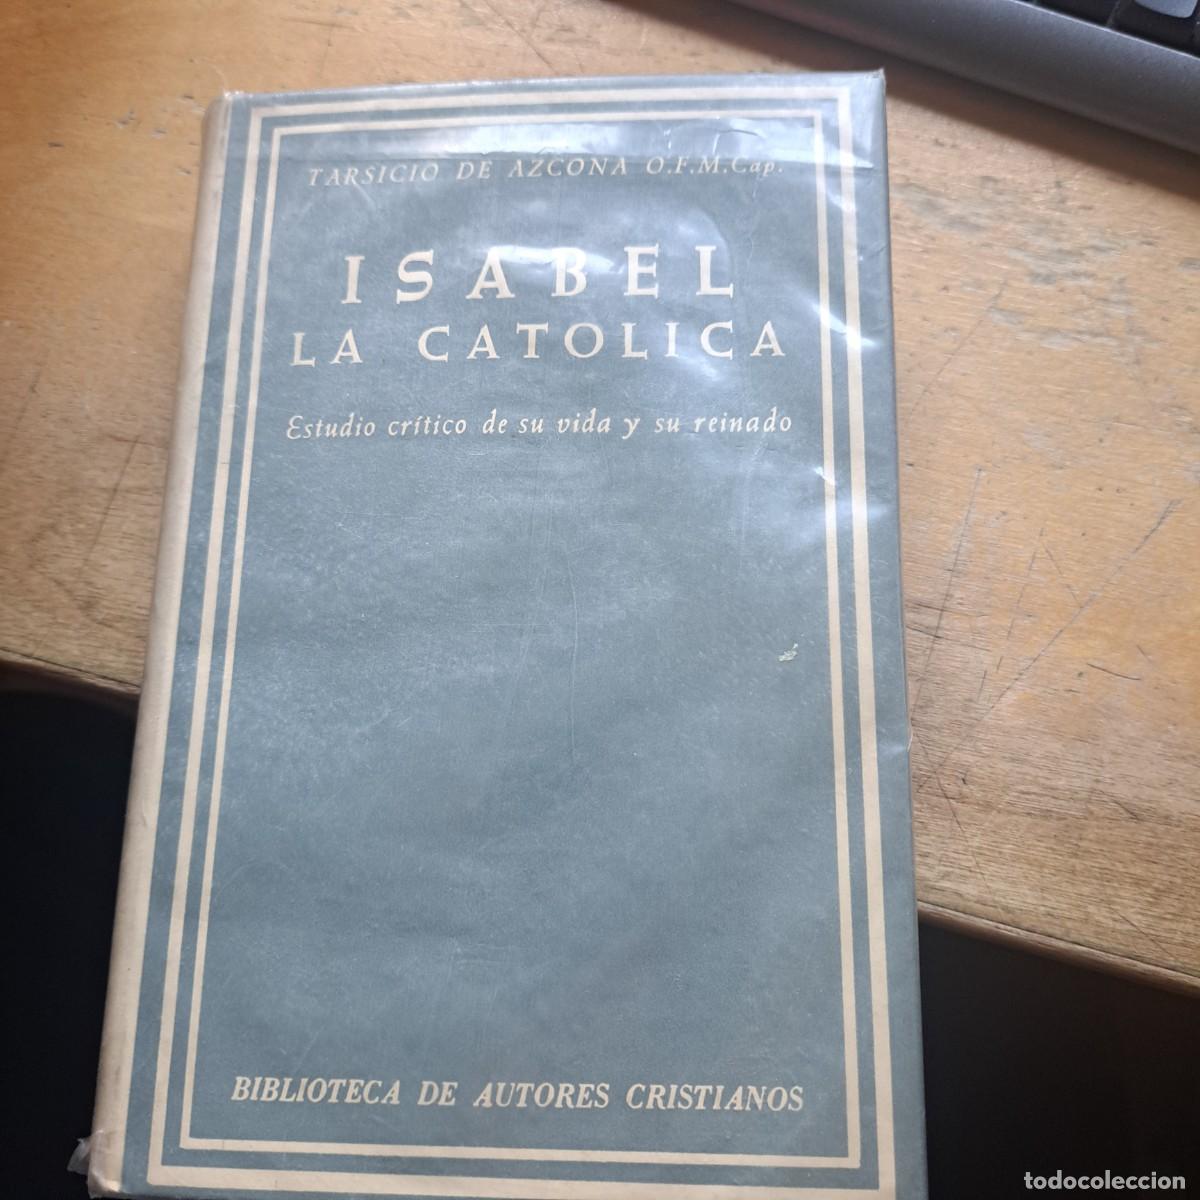 TARSICIO DE AZCONA O.F.M.Cap.
ISABEL
LA CATOLICA
Estudio crítico de su vida y su reinado
BIBLIOTECA DE AUTORES CRISTIANOS
todocoleccion